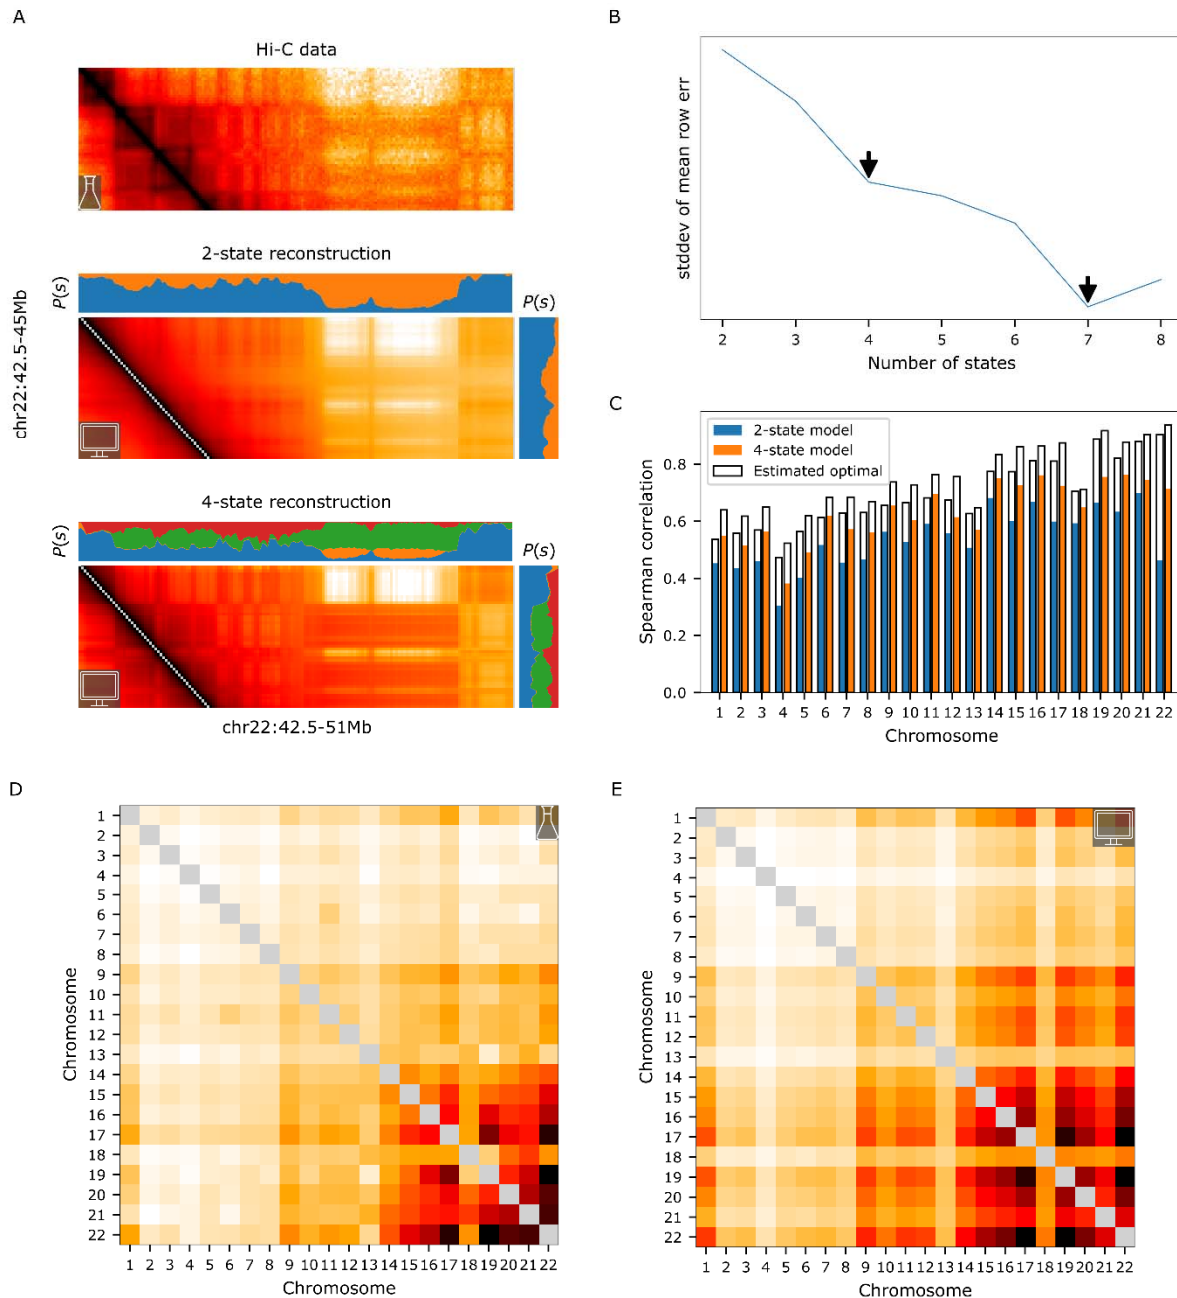 A
Hi-C data
2-state reconstruction
P(s)
P(s)
chr22:42.5-45Mb
4-state reconstruction
P(s)
P(s)
chr22:42.5-51Mb
B
stddev of mean row err
2 3 4 5 6 7 8
Number of states
C
2-state model
4-state model
Estimated optimal
Spearman correlation
0.8
0.6
0.4
0.2
0.0
1 2 3 4 5 6 7 8 9 10 11 12 13 14 15 16 17 18 19 20 21 22
Chromosome
D
Chromosome
1
2
3
4
5
6
7
8
9
10
11
12
13
14
15
16
17
18
19
20
21
22
1 2 3 4 5 6 7 8 9 10 11 12 13 14 15 16 17 18 19 20 21 22
Chromosome
E
Chromosome
1
2
3
4
5
6
7
8
9
10
11
12
13
14
15
16
17
18
19
20
21
22
1 2 3 4 5 6 7 8 9 10 11 12 13 14 15 16 17 18 19 20 21 22
Chromosome